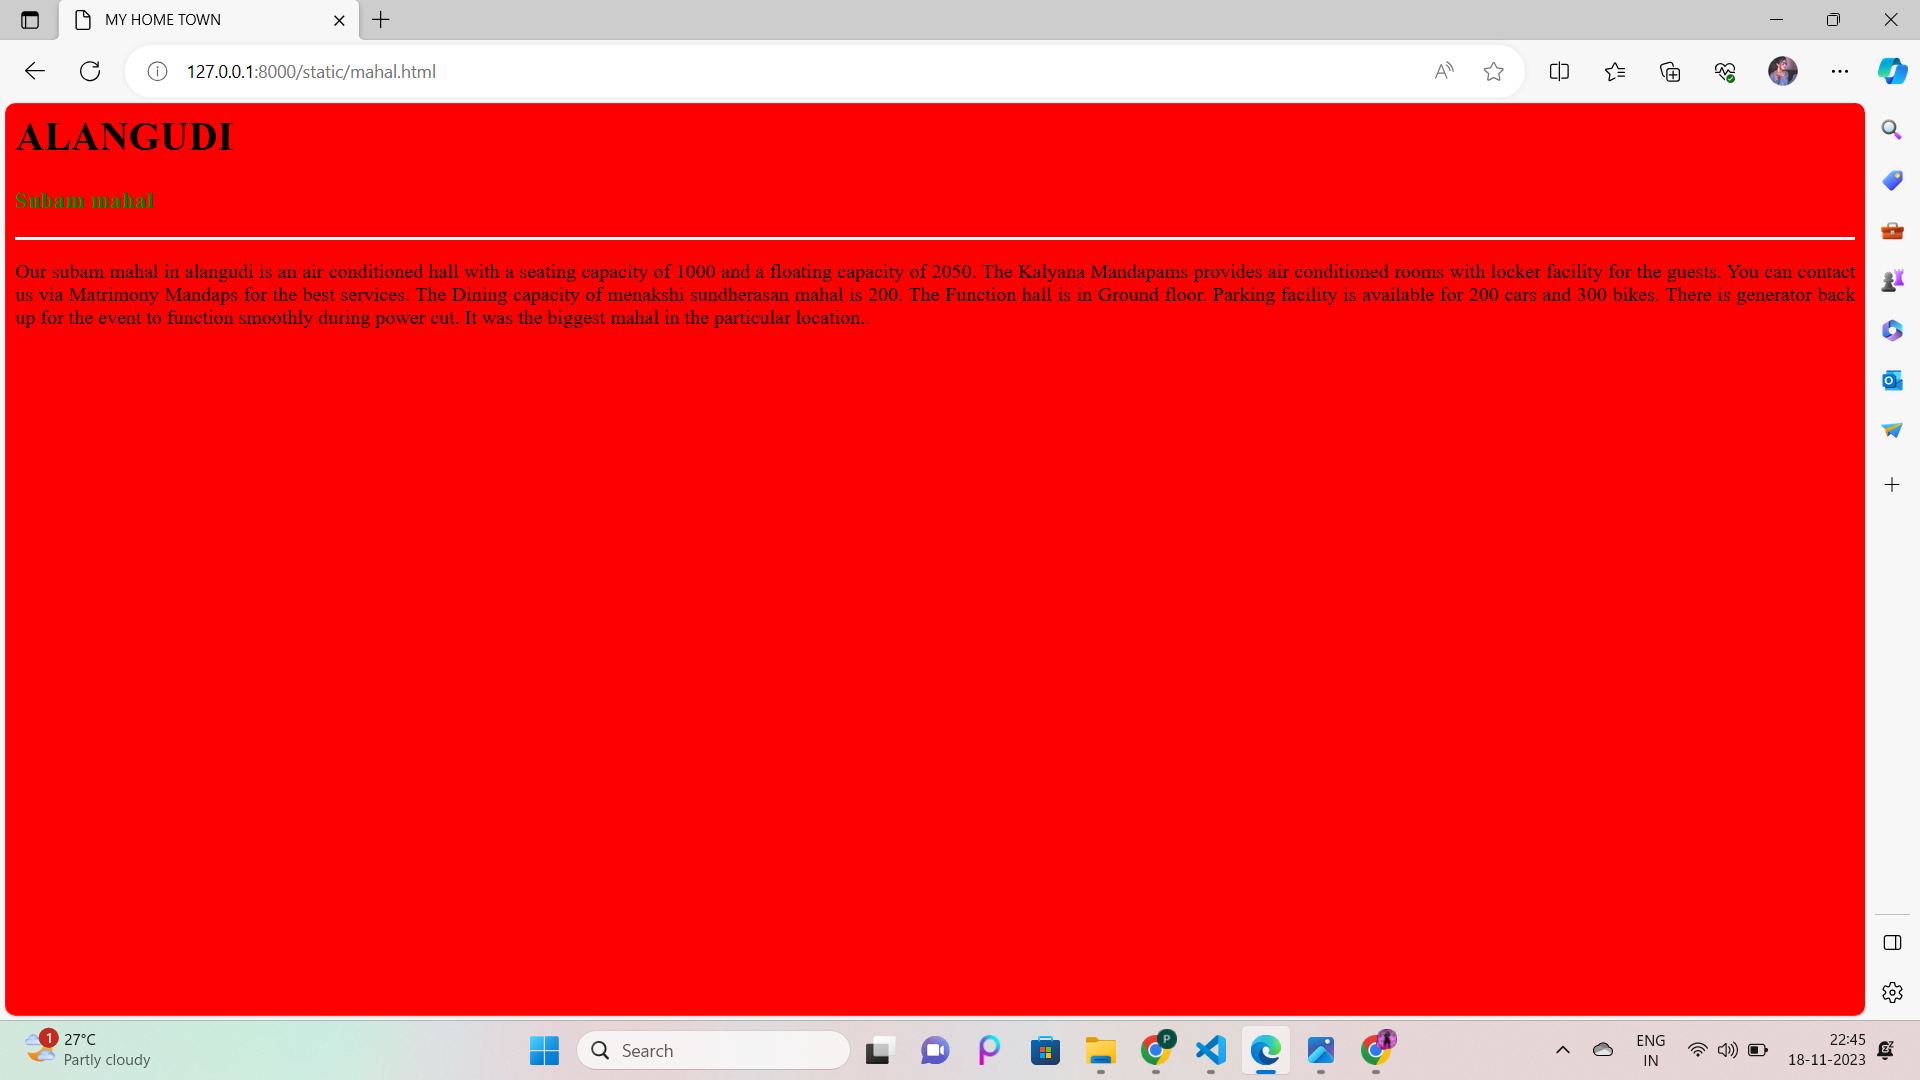 MY HOME TOWN
127.0.0.1:8000/static/mahal.html
ALANGUDI
Subam mahal
Our subam mahal in alangudi is an air conditioned hall with a seating capacity of 1000 and a floating capacity of 2050. The Kalyana Mandapams provides air conditioned rooms with locker facility for the guests. You can contact
us via Matrimony Mandaps for the best services. The Dining capacity of menakshi sundherasan mahal is 200. The Function hall is in Ground floor. Parking facility is available for 200 cars and 300 bikes. There is generator back
up for the event to function smoothly during power cut. It was the biggest mahal in the particular location..
1
27°C
Partly cloudy
Search
P
ENG
IN
22:45
18-11-2023